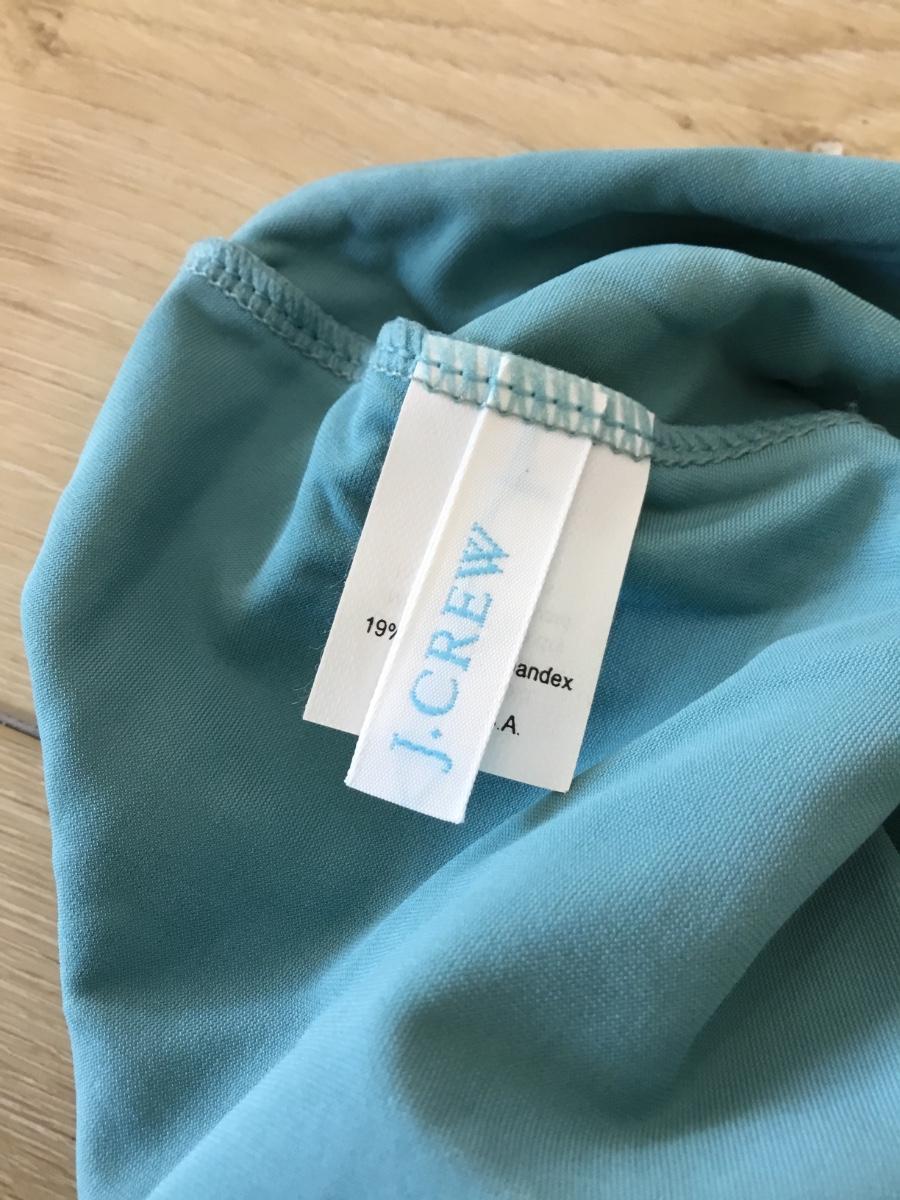 J.CREW
19%
andex
.A.